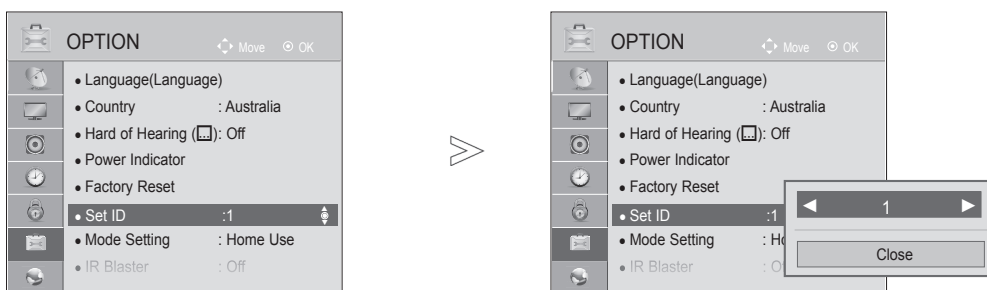 OPTION Move OK
• Language(Language)
• Country : Australia
• Hard of Hearing ( ): Off
• Power Indicator
• Factory Reset
• Set ID :1
• Mode Setting : Home Use
• IR Blaster : Off
OPTION Move OK
• Language(Language)
• Country : Australia
• Hard of Hearing ( ): Off
• Power Indicator
• Factory Reset
• Set ID :1
• Mode Setting : Ho
• IR Blaster : O
◄ 1 ►
Close